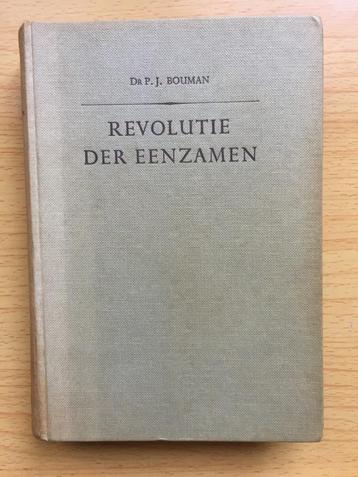 DR P. J. BOUMAN
REVOLUTIE
DER EENZAMEN